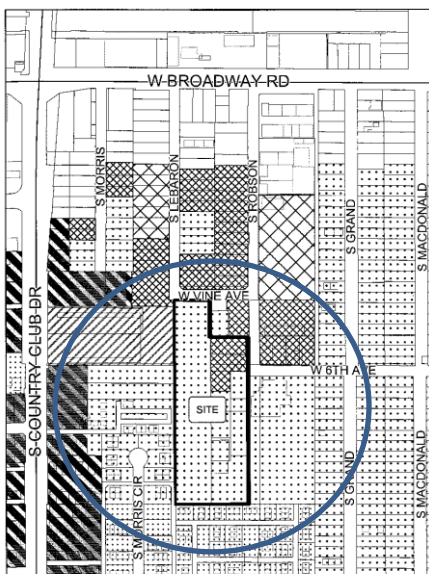 W BROADWAY RD
S MORRIS
S LEBARON
S ROBSON
S GRAND
S MACDONALD
W VINE AVE
S COUNTRY CLUB DR
W 6TH AVE
SITE
S MORRIS CIR
S GRAND
S MACDONALD